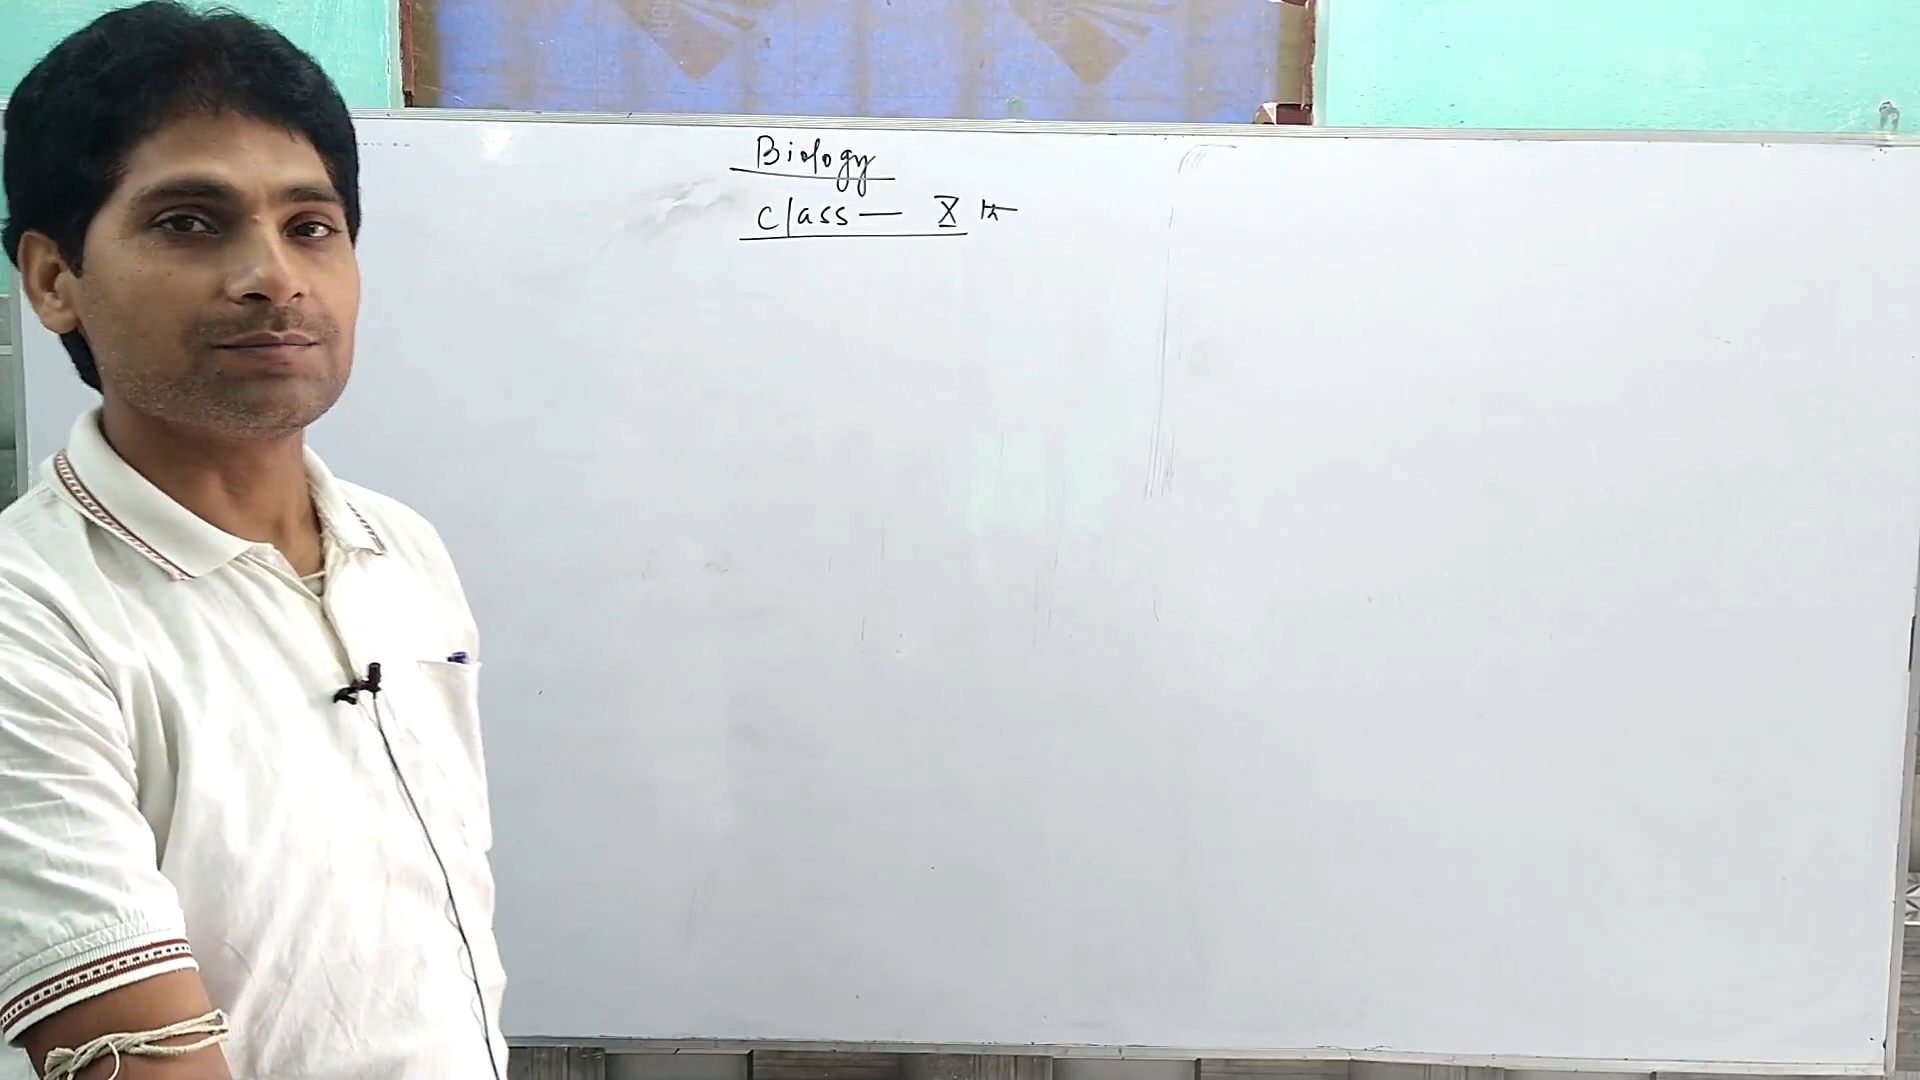 Biology
Class — X th